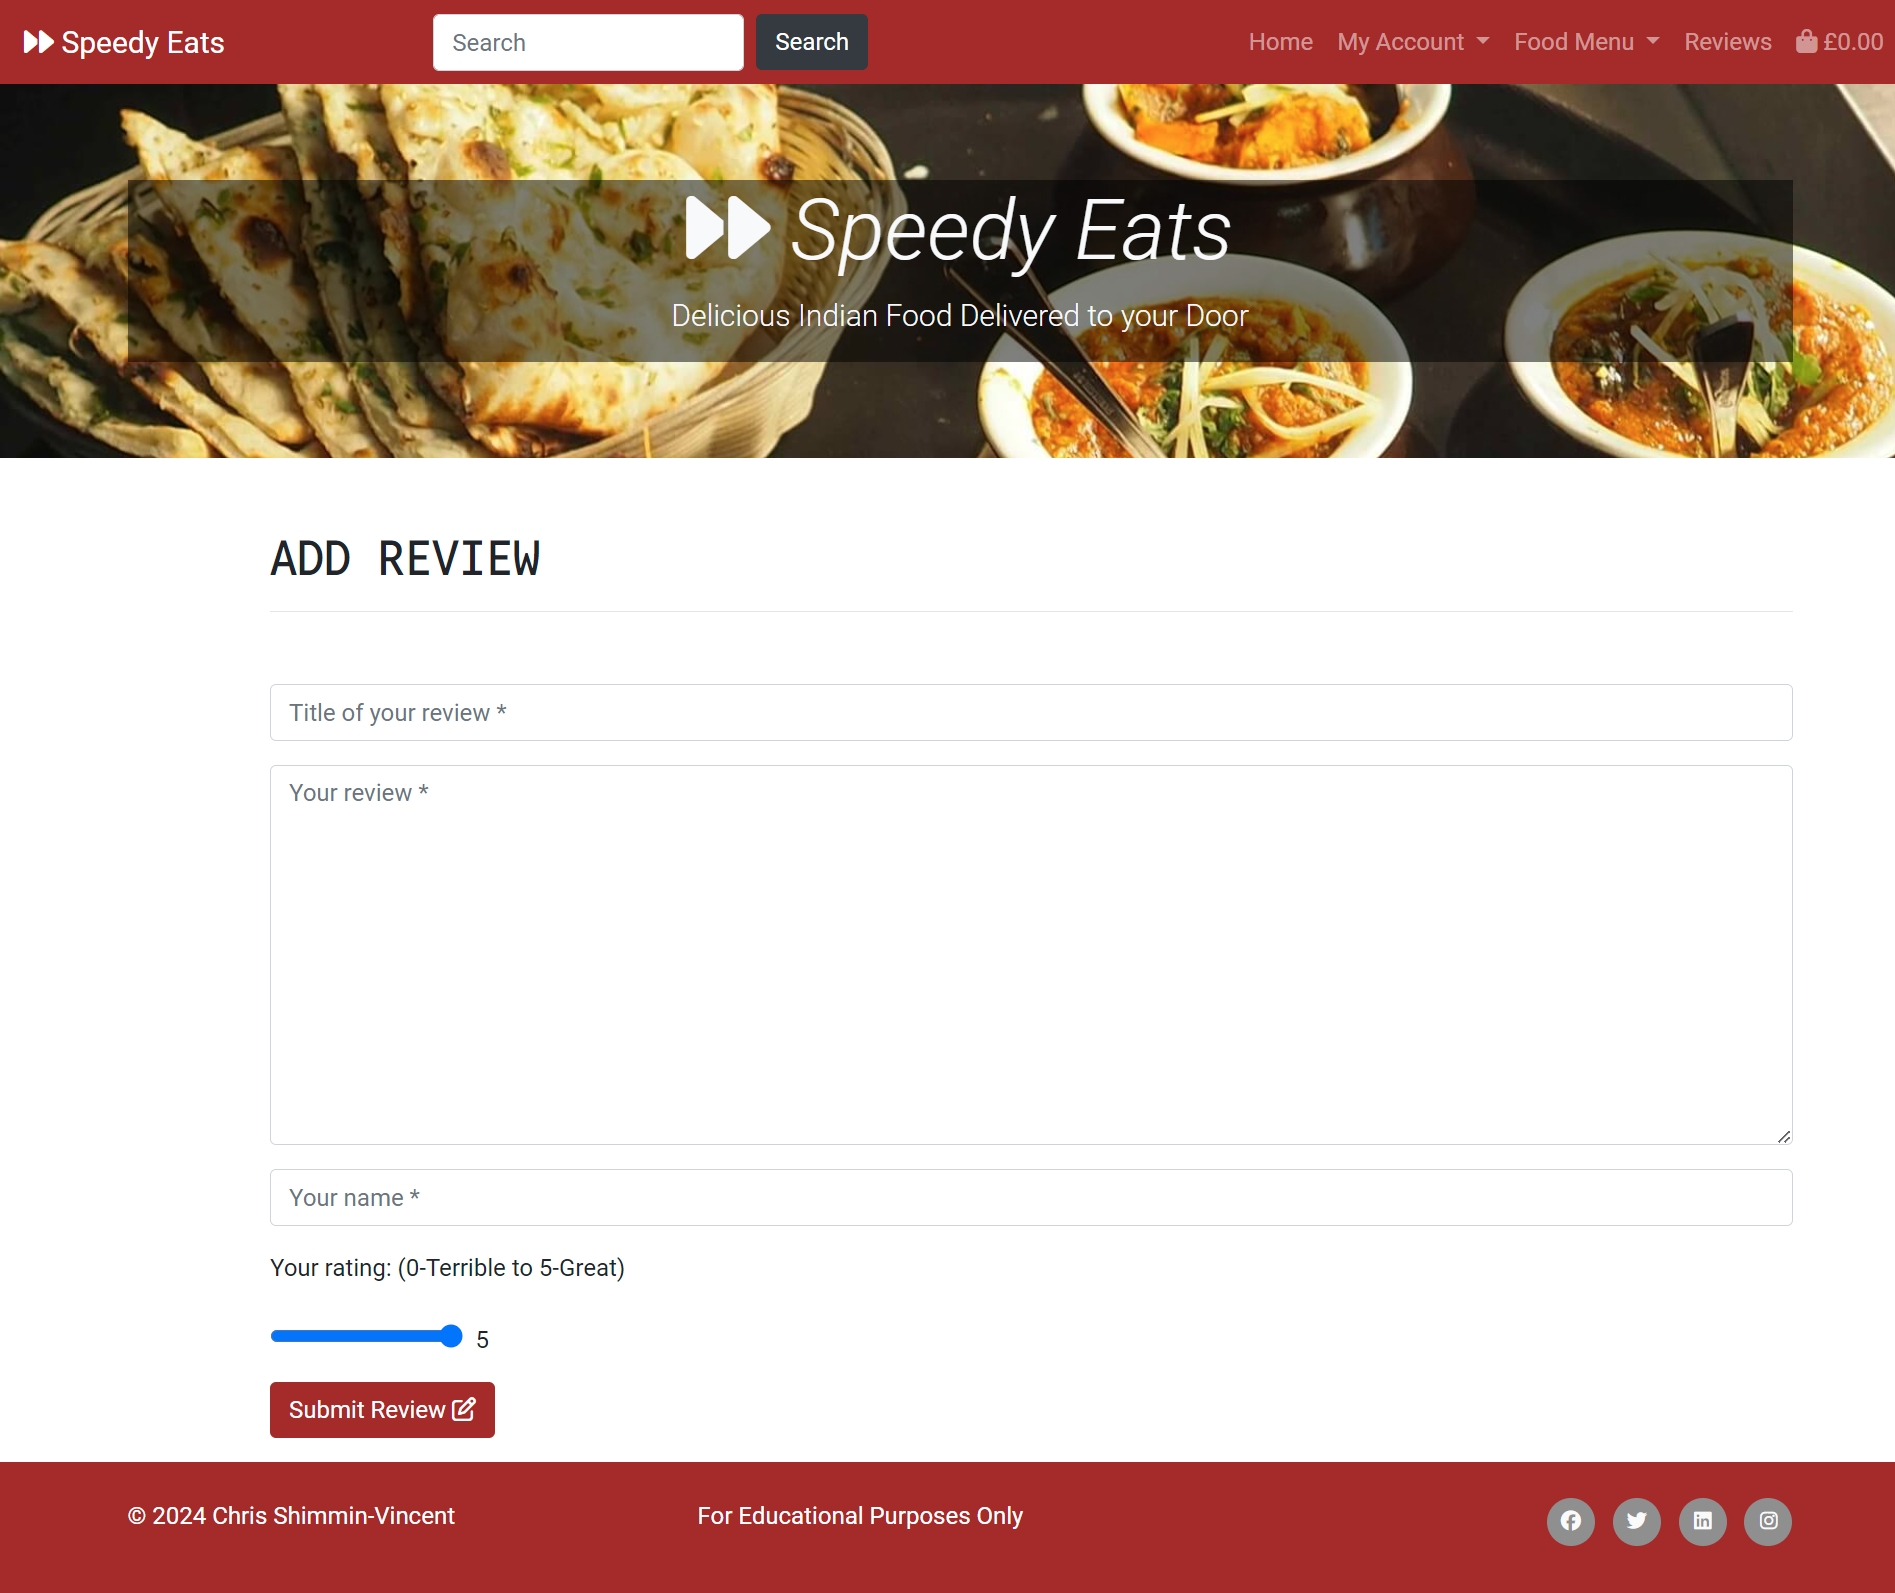 Speedy Eats
Search
Search
Home
My Account
Food Menu
Reviews
£0.00
Speedy Eats
Delicious Indian Food Delivered to your Door
ADD REVIEW
Title of your review *
Your review *
Your name *
Your rating: (0-Terrible to 5-Great)
5
Submit Review
© 2024 Chris Shimmin-Vincent
For Educational Purposes Only